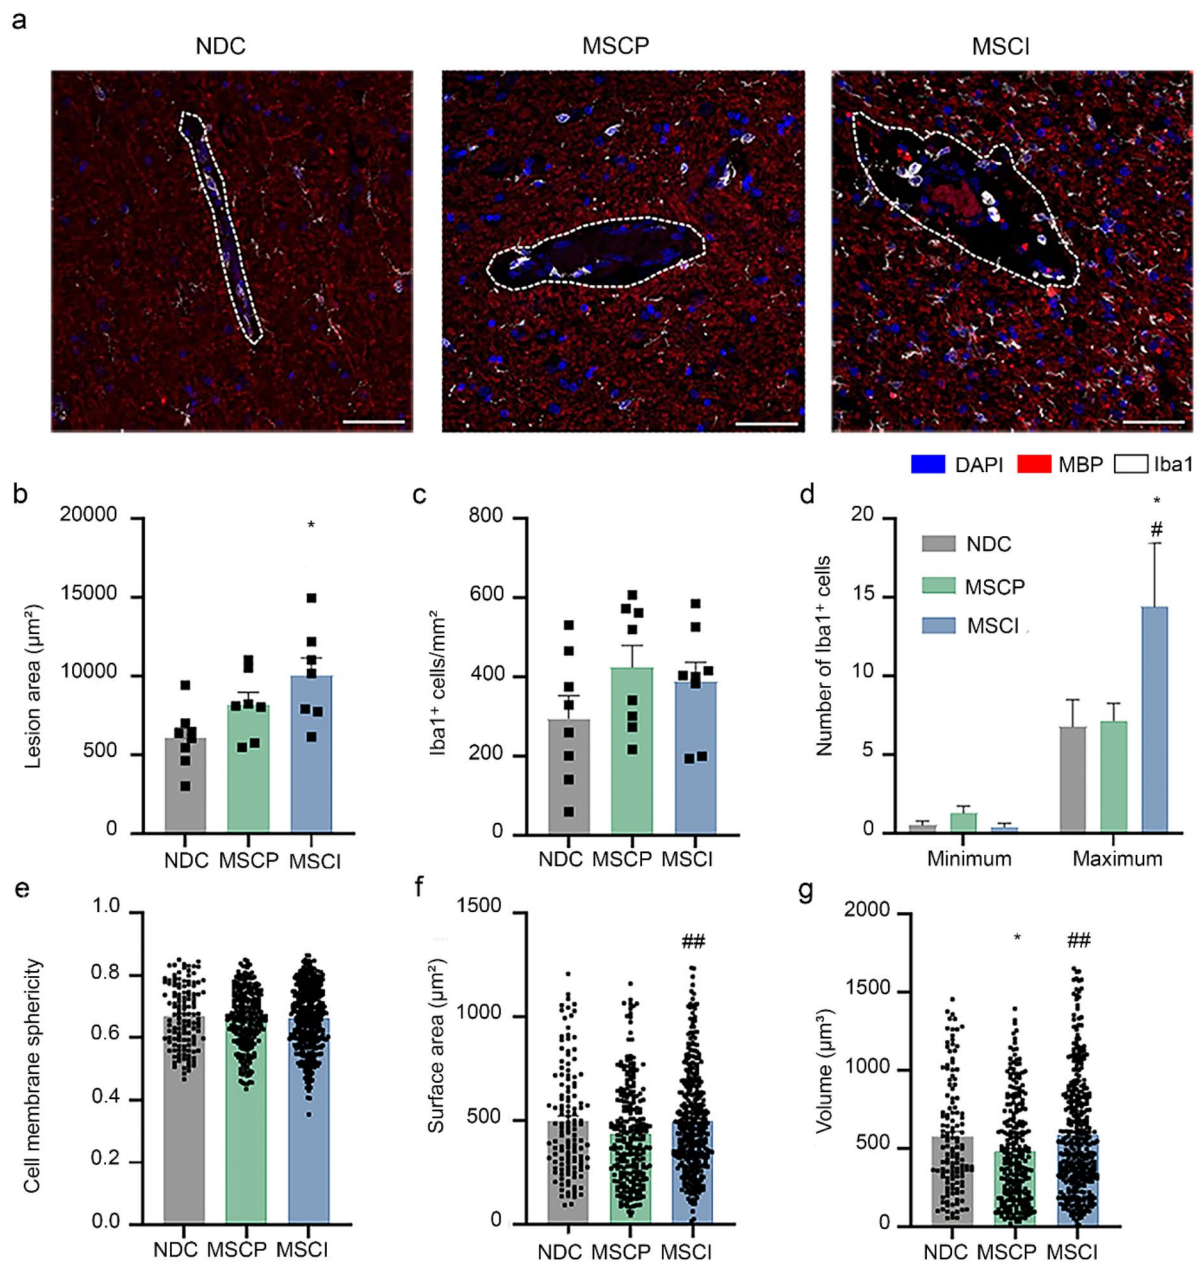 a
NDC
MSCP
MSCI
DAPI
MBP
Iba1
b
20000
15000
10000
500
0
Lesion area (µm²)
*
NDC
MSCP
MSCI
c
800
600
400
200
0
Iba1⁺ cells/mm²
NDC
MSCP
MSCI
d
20
15
10
5
0
Number of Iba1⁺ cells
NDC
MSCP
MSCI
*
#
Minimum
Maximum
e
1.0
0.8
0.6
0.4
0.2
0.0
Cell membrane sphericity
NDC
MSCP
MSCI
f
1500
1000
500
0
Surface area (µm²)
##
NDC
MSCP
MSCI
g
2000
1500
1000
500
0
Volume (µm³)
*
##
NDC
MSCP
MSCI